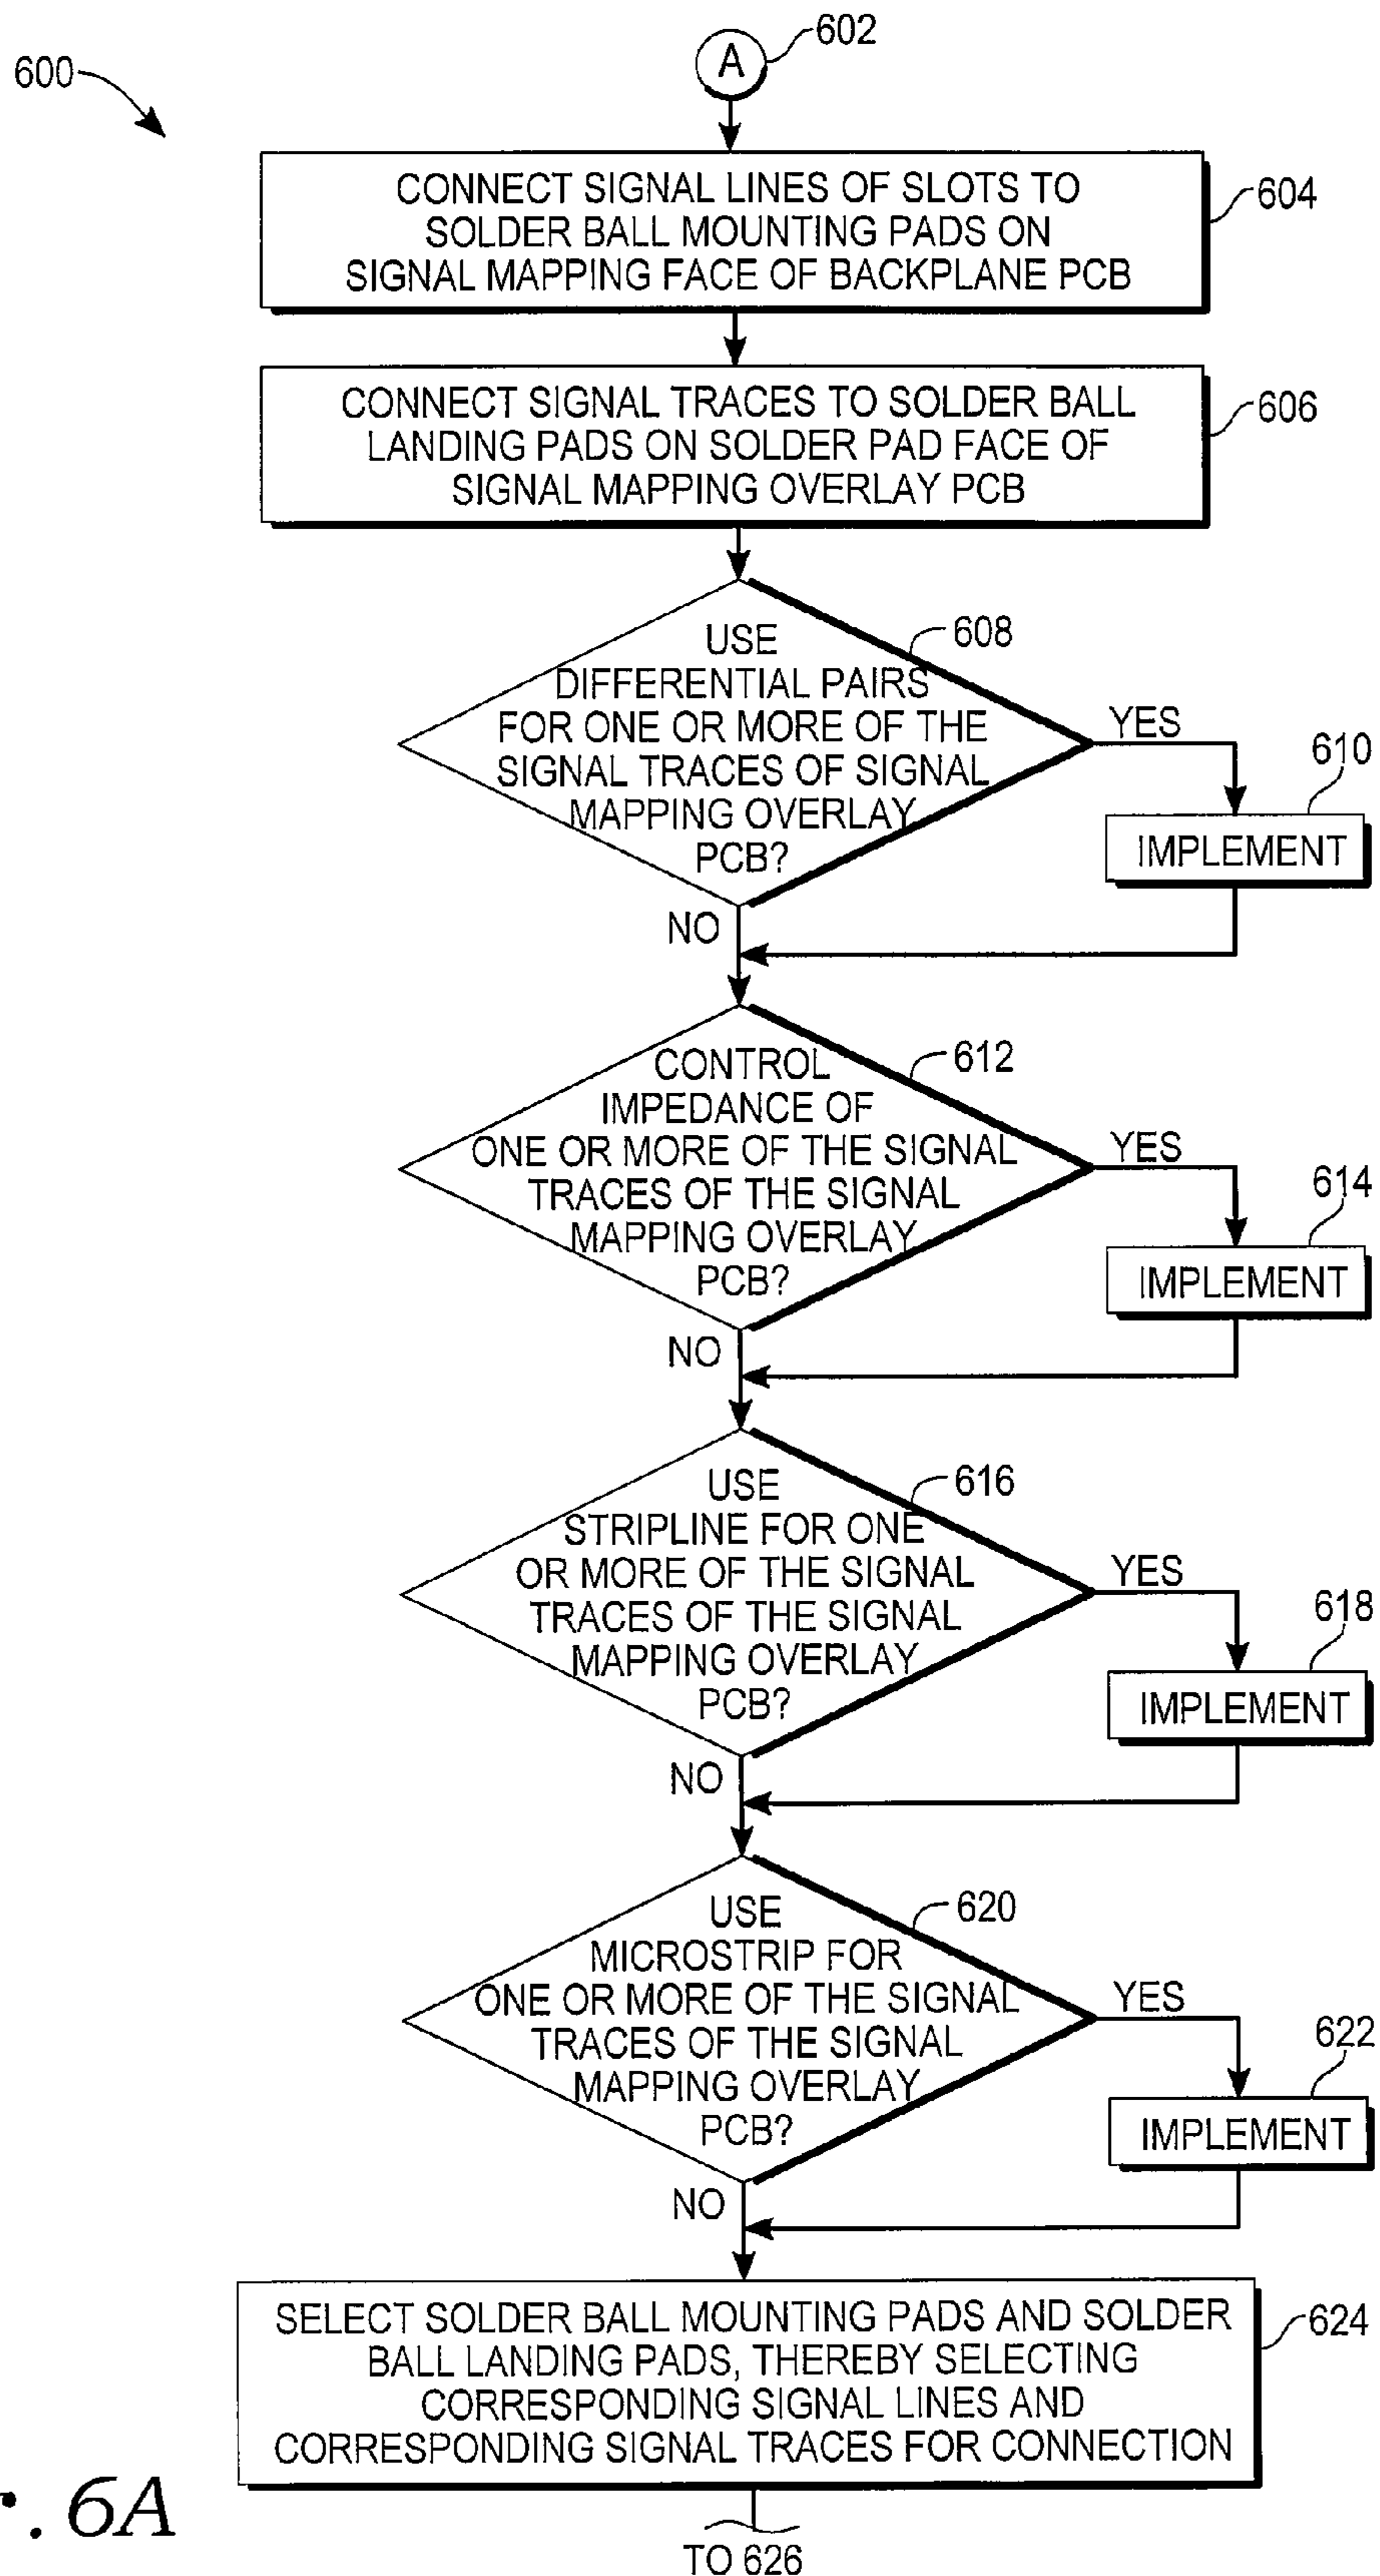 600
A
602
CONNECT SIGNAL LINES OF SLOTS TO
SOLDER BALL MOUNTING PADS ON
SIGNAL MAPPING FACE OF BACKPLANE PCB
604
CONNECT SIGNAL TRACES TO SOLDER BALL
LANDING PADS ON SOLDER PAD FACE OF
SIGNAL MAPPING OVERLAY PCB
606
USE
DIFFERENTIAL PAIRS
FOR ONE OR MORE OF THE
SIGNAL TRACES OF SIGNAL
MAPPING OVERLAY
PCB?
608
YES
610
IMPLEMENT
NO
CONTROL
IMPEDANCE OF
ONE OR MORE OF THE SIGNAL
TRACES OF THE SIGNAL
MAPPING OVERLAY
PCB?
612
YES
614
IMPLEMENT
NO
USE
STRIPLINE FOR ONE
OR MORE OF THE SIGNAL
TRACES OF THE SIGNAL
MAPPING OVERLAY
PCB?
616
YES
618
IMPLEMENT
NO
USE
MICROSTRIP FOR
ONE OR MORE OF THE SIGNAL
TRACES OF THE SIGNAL
MAPPING OVERLAY
PCB?
620
YES
622
IMPLEMENT
NO
SELECT SOLDER BALL MOUNTING PADS AND SOLDER
BALL LANDING PADS, THEREBY SELECTING
CORRESPONDING SIGNAL LINES AND
CORRESPONDING SIGNAL TRACES FOR CONNECTION
624
. 6A
TO 626